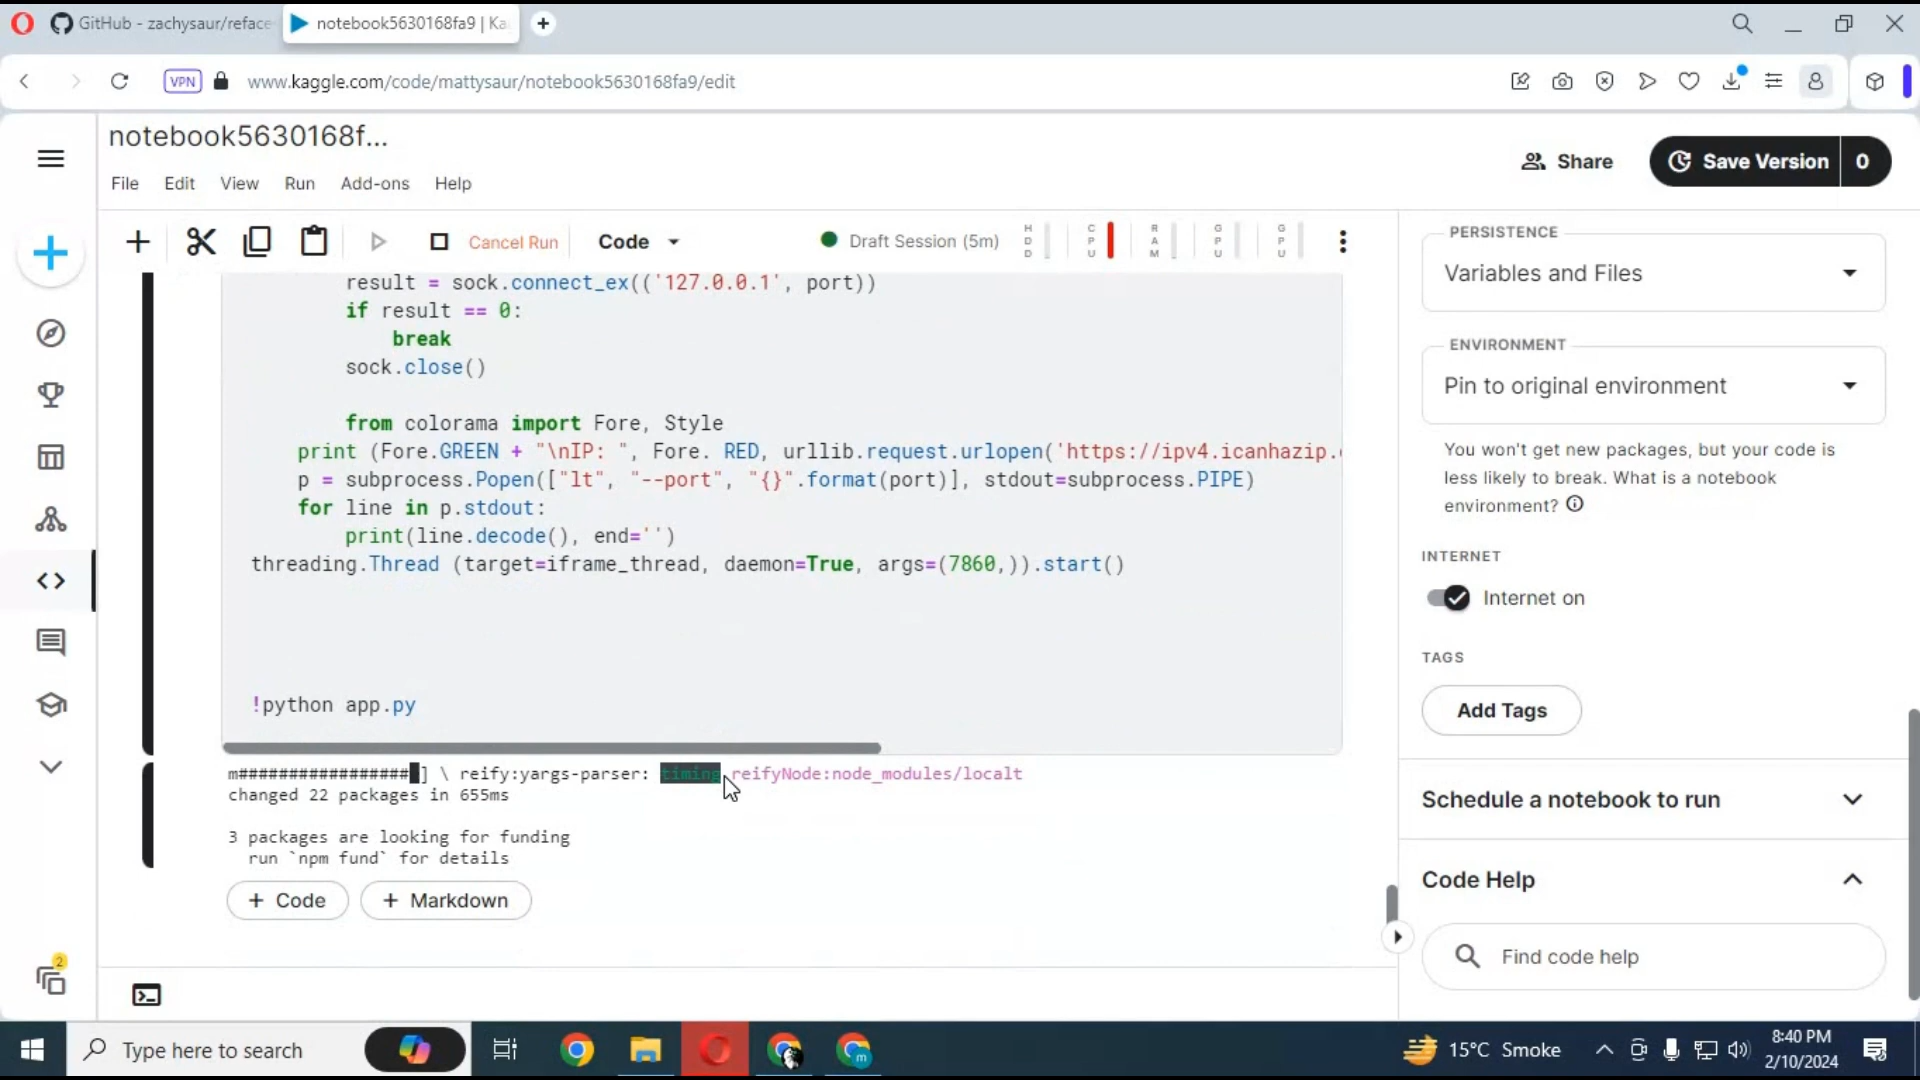 GitHub - zachysaur/reface
notebook5630168fa9 | Ka
VPN
www.kaggle.com/code/mattysaur/notebook5630168fa9/edit
notebook5630168f...
File
Edit
View
Run
Add-ons
Help
Share
Save Version
0
Cancel Run
Code
Draft Session (5m)
HDD
CPU
RAM
GPU
GPU
result = sock.connect_ex(('127.0.0.1', port))
if result == 0:
break
sock.close()
from colorama import Fore, Style
print (Fore.GREEN + "\nIP: ", Fore. RED, urllib.request.urlopen('https://ipv4.icanhazip.
p = subprocess.Popen(["lt", "--port", "{}".format(port)], stdout=subprocess.PIPE)
for line in p.stdout:
print(line.decode(), end='')
threading.Thread (target=iframe_thread, daemon=True, args=(7860,)).start()
!python app.py
m#################] \ reify:yargs-parser: timing reifyNode:node_modules/localt
changed 22 packages in 655ms
3 packages are looking for funding
run `npm fund` for details
+ Code
+ Markdown
PERSISTENCE
Variables and Files
ENVIRONMENT
Pin to original environment
You won't get new packages, but your code is
less likely to break. What is a notebook
environment?
INTERNET
Internet on
TAGS
Add Tags
Schedule a notebook to run
Code Help
Find code help
2
Type here to search
m
15°C Smoke
8:40 PM
2/10/2024